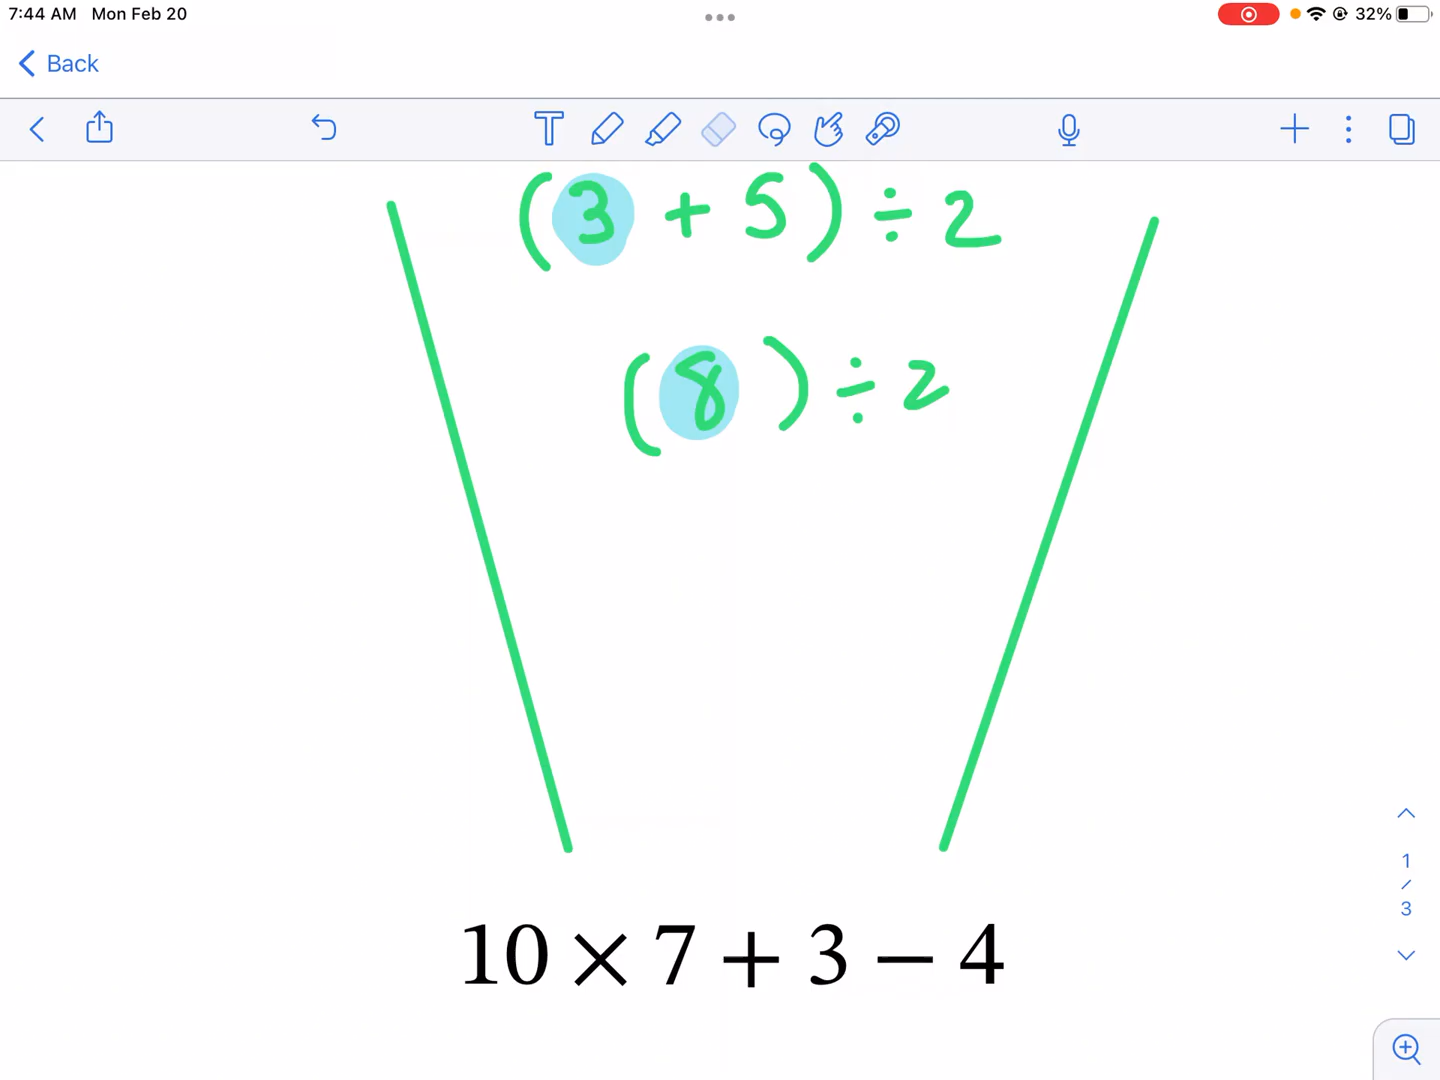 7:44 AM Mon Feb 20
32%
Back
(3 + 5) ÷ 2
(8) ÷ 2
1
/
3
10 × 7 + 3 − 4